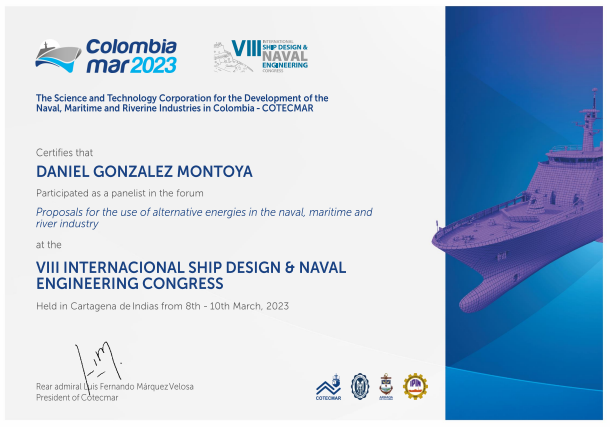 Colombia
mar 2023
VIII INTERNATIONAL
SHIP DESIGN &
NAVAL
ENGINEERING
CONGRESS
The Science and Technology Corporation for the Development of the
Naval, Maritime and Riverine Industries in Colombia - COTECMAR
Certifies that
DANIEL GONZALEZ MONTOYA
Participated as a panelist in the forum
Proposals for the use of alternative energies in the naval, maritime and
river industry
at the
VIII INTERNACIONAL SHIP DESIGN & NAVAL
ENGINEERING CONGRESS
Held in Cartagena de Indias from 8th - 10th March, 2023
Rear admiral Luis Fernando Márquez Velosa
President of Cotecmar
COTECMAR
IPIN